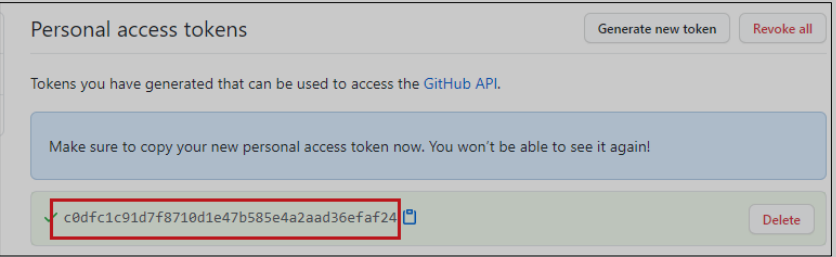 Personal access tokens
Generate new token
Revoke all
Tokens you have generated that can be used to access the GitHub API.
Make sure to copy your new personal access token now. You won't be able to see it again!
c0dfc1c91d7f8710d1e47b585e4a2aad36efaf24
Delete